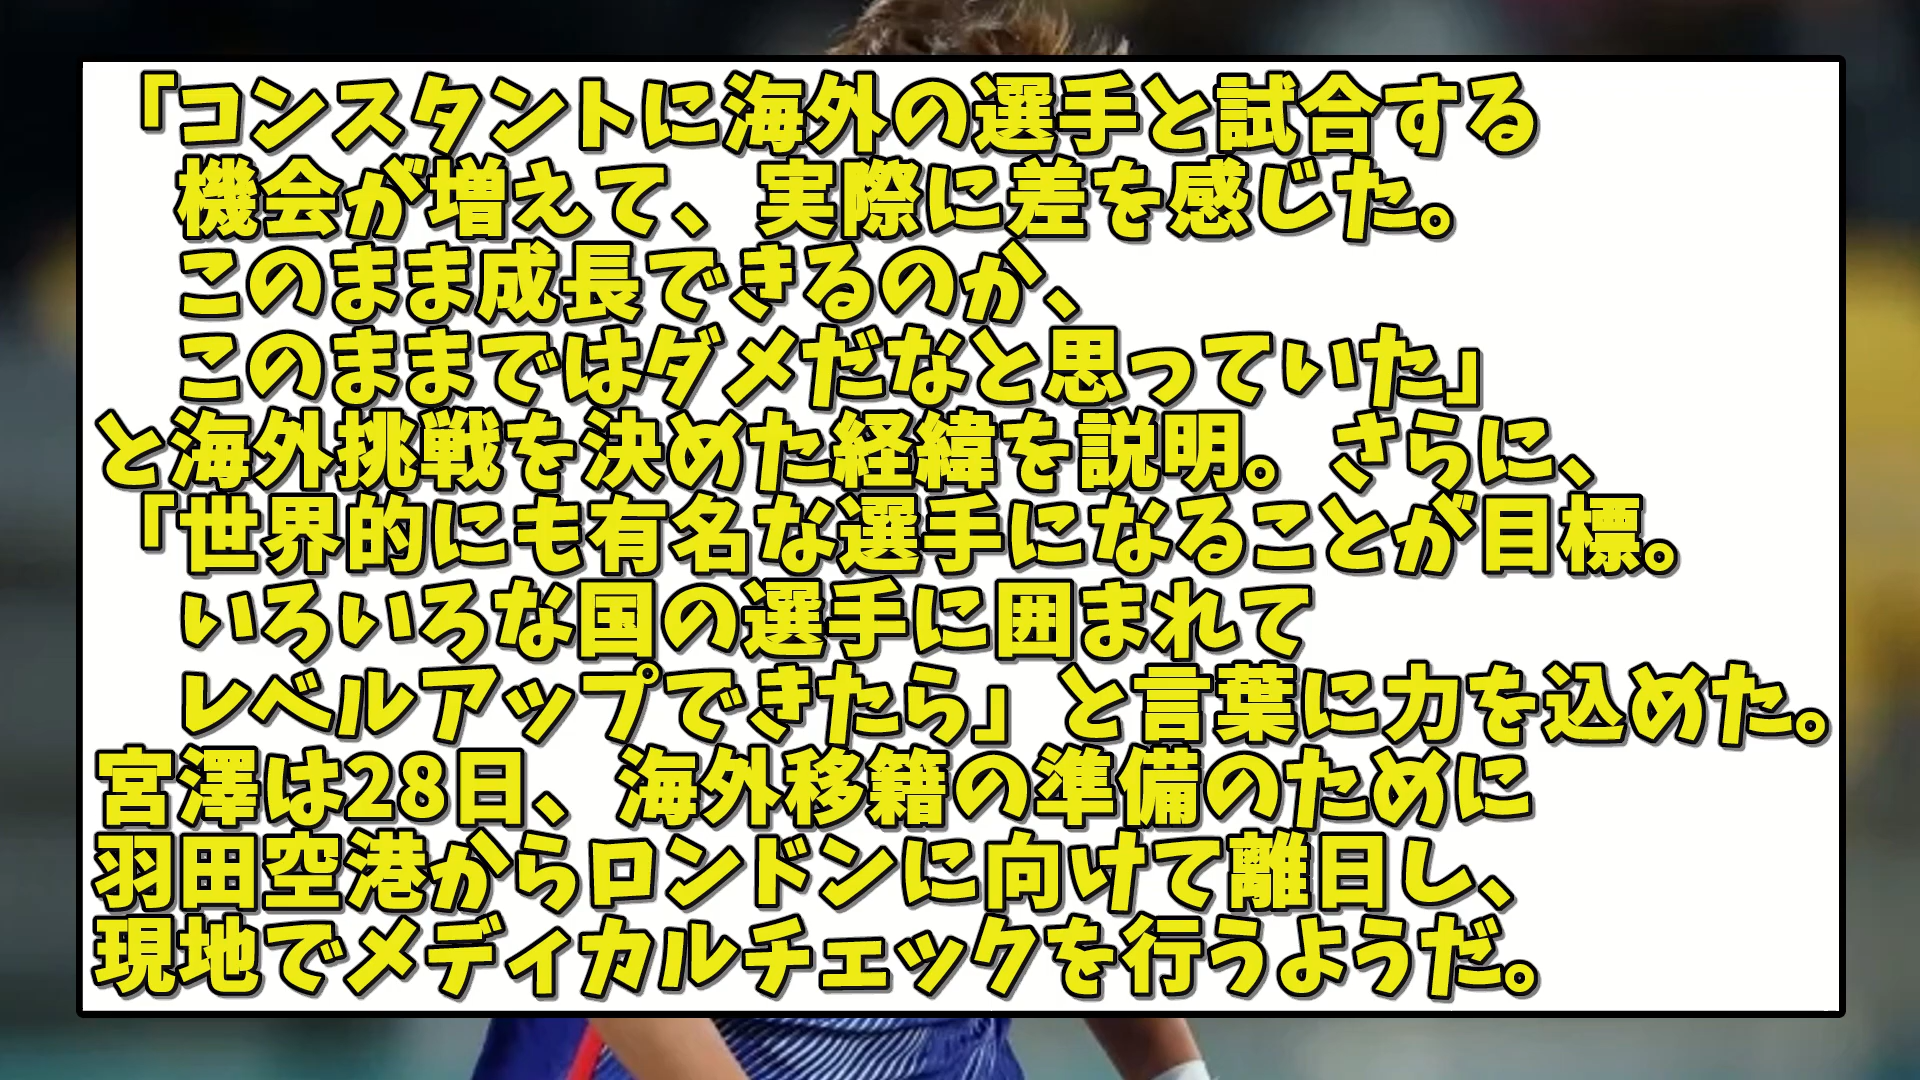 「コンスタントに海外の選手と試合する
機会が増えて、実際に差を感じた。
このまま成長できるのか、
このままではダメだなと思っていた」
と海外挑戦を決めた経緯を説明。さらに、
「世界的にも有名な選手になることが目標。
いろいろな国の選手に囲まれて
レベルアップできたら」と言葉に力を込めた。
宮澤は28日、海外移籍の準備のために
羽田空港からロンドンに向けて離日し、
現地でメディカルチェックを行うようだ。